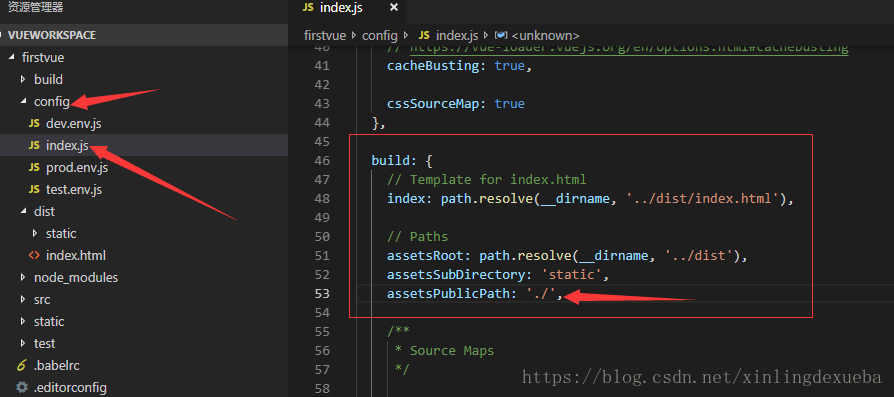 资源管理器
VUEWORKSPACE
firstvue
build
config
JS dev.env.js
JS index.js
JS prod.env.js
JS test.env.js
dist
static
<> index.html
node_modules
src
static
test
.babelrc
.editorconfig
JS index.js ×
firstvue › config › JS index.js › <unknown>
40 // https://vue-loader.vuejs.org/en/options.html#cachebusting
41 cacheBusting: true,
42
43 cssSourceMap: true
44 },
45
46 build: {
47 // Template for index.html
48 index: path.resolve(__dirname, '../dist/index.html'),
49
50 // Paths
51 assetsRoot: path.resolve(__dirname, '../dist'),
52 assetsSubDirectory: 'static',
53 assetsPublicPath: './',
54
55 /**
56 * Source Maps
57 */
58
https://blog.csdn.net/xinlingdexueba